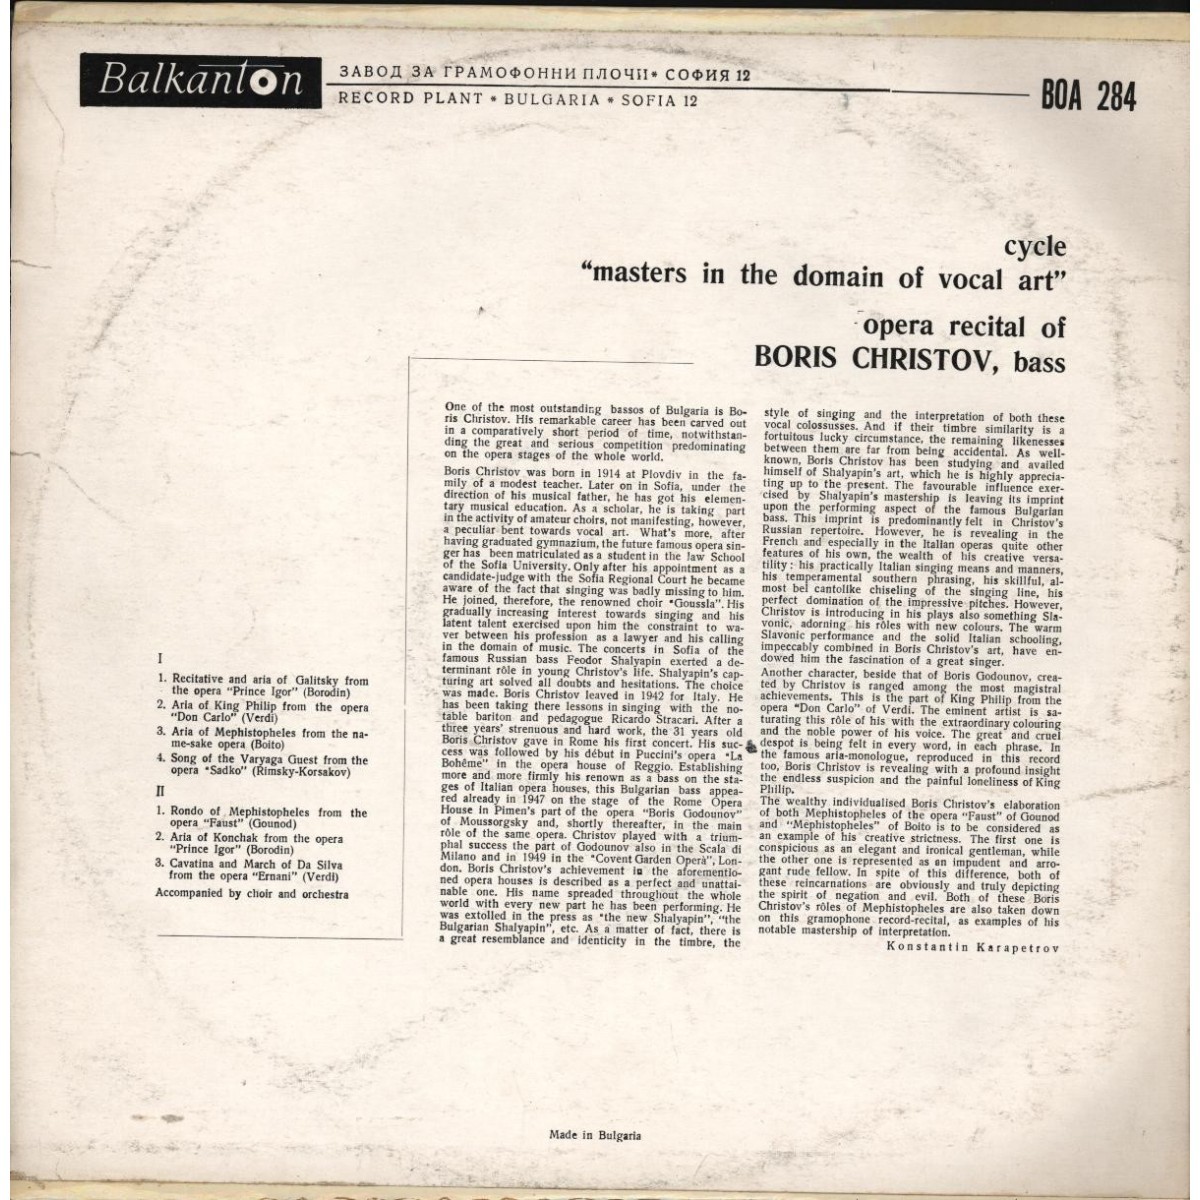 Balkanton
ЗАВОД ЗА ГРАМОФОННИ ПЛОЧИ * СОФИЯ 12
RECORD PLANT * BULGARIA * SOFIA 12
BOA 284
cycle
“masters in the domain of vocal art”
opera recital of
BORIS CHRISTOV, bass
I
1. Recitative and aria of Galitsky from
the opera “Prince Igor” (Borodin)
2. Aria of King Philip from the opera
“Don Carlo” (Verdi)
3. Aria of Mephistopheles from the na-
me-sake opera (Boito)
4. Song of the Varyaga Guest from the
opera “Sadko” (Rimsky-Korsakov)
II
1. Rondo of Mephistopheles from the
opera “Faust” (Gounod)
2. Aria of Konchak from the opera
“Prince Igor” (Borodin)
3. Cavatina and March of Da Silva
from the opera “Ernani” (Verdi)
Accompanied by choir and orchestra
One of the most outstanding bassos of Bulgaria is Bo-
ris Christov. His remarkable career has been carved out
in a comparatively short period of time, notwithstan-
ding the great and serious competition predominating
on the opera stages of the whole world.
Boris Christov was born in 1914 at Plovdiv in the fa-
mily of a modest teacher. Later on in Sofia, under the
direction of his musical father, he has got his elemen-
tary musical education. As a scholar, he is taking part
in the activity of amateur choirs, not manifesting, however,
a peculiar bent towards vocal art. What's more, after
having graduated gymnazium, the future famous opera sin-
ger has been matriculated as a student in the law School
of the Sofia University. Only after his appointment as a
candidate-judge with the Sofia Regional Court he became
aware of the fact that singing was badly missing to him.
He joined, therefore, the renowned choir “Goussla”. His
gradually increasing interest towards singing and his
latent talent exercised upon him the constraint to wa-
ver between his profession as a lawyer and his calling
in the domain of music. The concerts in Sofia of the
famous Russian bass Feodor Shalyapin exerted a de-
terminant rôle in young Christov's life. Shalyapin's cap-
turing art solved all doubts and hesitations. The choice
was made. Boris Christov leaved in 1942 for Italy. He
has been taking there lessons in singing with the no-
table bariton and pedagogue Ricardo Stracari. After a
three years' strenuous and hard work, the 31 years old
Boris Christov gave in Rome his first concert. His suc-
cess was followed by his début in Puccini's opera “La
Bohême” in the opera house of Reggio. Establishing
more and more firmly his renown as a bass on the sta-
ges of Italian opera houses, this Bulgarian bass appea-
red already in 1947 on the stage of the Rome Opera
House in Pimen's part of the opera “Boris Godounov”
of Moussorgsky and, shortly thereafter, in the main
rôle of the same opera. Christov played with a trium-
phal success the part of Godounov also in the Scala di
Milano and in 1949 in the “Covent Garden Opera”, Lon-
don. Boris Christov's achievement in the aforementio-
ned opera houses is described as a perfect and unattai-
nable one. His name spreaded throughout the whole
world with every new part he has been performing. He
was extolled in the press as “the new Shalyapin”, “the
Bulgarian Shalyapin”, etc. As a matter of fact, there is
a great resemblance and identicity in the timbre, the
style of singing and the interpretation of both these
vocal colossusses. And if their timbre similarity is a
fortuitous lucky circumstance, the remaining likenesses
between them are far from being accidental. As well-
known, Boris Christov has been studying and availed
himself of Shalyapin's art, which he is highly apprecia-
ting up to the present. The favourable influence exer-
cised by Shalyapin's mastership is leaving its imprint
upon the performing aspect of the famous Bulgarian
bass. This imprint is predominantly felt in Christov's
Russian repertoire. However, he is revealing in the
French and especially in the Italian operas quite other
features of his own, the wealth of his creative versa-
tility: his practically Italian singing means and manners,
his temperamental southern phrasing, his skillful, al-
most bel cantolike chiseling of the singing line, his
perfect domination of the impressive pitches. However,
Christov is introducing in his plays also something Sla-
vonic, adorning his rôles with new colours. The warm
Slavonic performance and the solid Italian schooling,
impeccably combined in Boris Christov's art, have en-
dowed him the fascination of a great singer.
Another character, beside that of Boris Godounov, crea-
ted by Christov is ranged among the most magistral
achievements. This is the part of King Philip from the
opera “Don Carlo” of Verdi. The eminent artist is sa-
turating this rôle of his with the extraordinary colouring
and the noble power of his voice. The great and cruel
despot is being felt in every word, in each phrase. In
the famous aria-monologue, reproduced in this record
too, Boris Christov is revealing with a profound insight
the endless suspicion and the painful loneliness of King
Philip.
The wealthy individualised Boris Christov's elaboration
of both Mephistopheles of the opera “Faust” of Gounod
and “Mephistopheles” of Boito is to be considered as
an example of his creative strictness. The first one is
conspicious as an elegant and ironical gentleman, while
the other one is represented as an impudent and arro-
gant rude fellow. In spite of this difference, both of
these reincarnations are obviously and truly depicting
the spirit of negation and evil. Both of these Boris
Christov's rôles of Mephistopheles are also taken down
on this gramophone record-recital, as examples of his
notable mastership of interpretation.
Konstantin Karapetrov
Made in Bulgaria